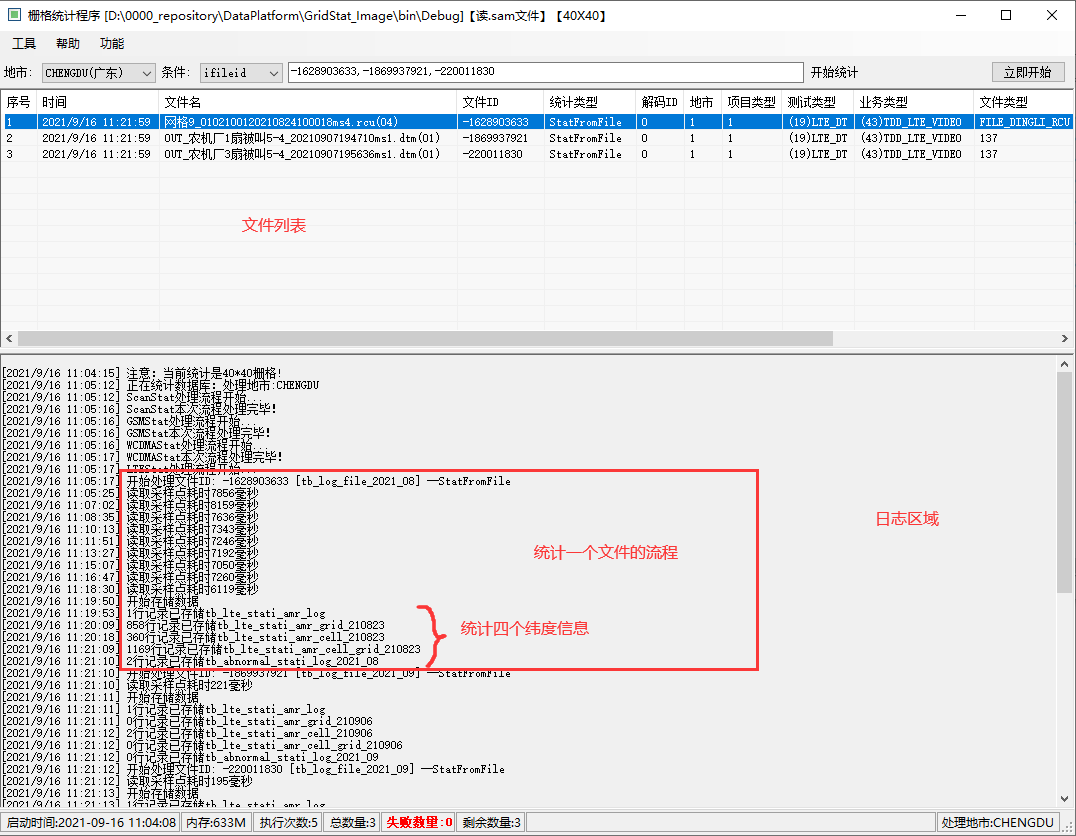 栅格统计程序 [D:\0000_repository\DataPlatform\GridStat_Image\bin\Debug]【读.sam文件】【40X40】
工具 帮助 功能
地市: CHENGDU(广东) 条件: ifileid -1628903633,-1869937921,-220011830 开始统计 立即开始
序号 时间 文件名 文件ID 统计类型 解码ID 地市 项目类型 测试类型 业务类型 文件类型
1 2021/9/16 11:21:59 网格9_0102100120210824100018ms4.rcu(04) -1628903633 StatFromFile 0 1 1 (19)LTE_DT (43)TDD_LTE_VIDEO FILE_DINGLI_RCU
2 2021/9/16 11:21:59 OUT_农机厂1扇被叫5-4_20210907194710ms1.dtm(01) -1869937921 StatFromFile 0 1 1 (19)LTE_DT (43)TDD_LTE_VIDEO 137
3 2021/9/16 11:21:59 OUT_农机厂3扇被叫5-4_20210907195636ms1.dtm(01) -220011830 StatFromFile 0 1 1 (19)LTE_DT (43)TDD_LTE_VIDEO 137
文件列表
[2021/9/16 11:04:15] 注意: 当前统计是40*40栅格!
[2021/9/16 11:05:12] 正在统计数据库: 处理地市:CHENGDU
[2021/9/16 11:05:12] ScanStat处理流程开始...
[2021/9/16 11:05:16] ScanStat本次流程处理完毕!
[2021/9/16 11:05:16] GSMStat处理流程开始...
[2021/9/16 11:05:16] GSMStat本次流程处理完毕!
[2021/9/16 11:05:16] WCDMAStat处理流程开始...
[2021/9/16 11:05:17] WCDMAStat本次流程处理完毕!
[2021/9/16 11:05:17] LTEStat处理流程开始...
[2021/9/16 11:05:17] 开始处理文件ID: -1628903633 [tb_log_file_2021_08] --StatFromFile
[2021/9/16 11:05:25] 读取采样点耗时7856毫秒
[2021/9/16 11:07:02] 读取采样点耗时8159毫秒
[2021/9/16 11:08:35] 读取采样点耗时7636毫秒
日志区域
[2021/9/16 11:10:13] 读取采样点耗时7343毫秒
[2021/9/16 11:11:51] 读取采样点耗时7246毫秒
[2021/9/16 11:13:27] 读取采样点耗时7192毫秒
统计一个文件的流程
[2021/9/16 11:15:07] 读取采样点耗时7050毫秒
[2021/9/16 11:16:47] 读取采样点耗时7260毫秒
[2021/9/16 11:18:30] 读取采样点耗时6119毫秒
[2021/9/16 11:19:50] 开始存储数据
[2021/9/16 11:19:53] 1行记录已存储tb_lte_stati_amr_log
[2021/9/16 11:20:09] 858行记录已存储tb_lte_stati_amr_grid_210823
统计四个纬度信息
[2021/9/16 11:20:18] 360行记录已存储tb_lte_stati_amr_cell_210823
[2021/9/16 11:21:09] 1169行记录已存储tb_lte_stati_amr_cell_grid_210823
[2021/9/16 11:21:10] 2行记录已存储tb_abnormal_stati_log_2021_08
[2021/9/16 11:21:10] 开始处理文件ID: -1869937921 [tb_log_file_2021_09] --StatFromFile
[2021/9/16 11:21:10] 读取采样点耗时221毫秒
[2021/9/16 11:21:11] 开始存储数据
[2021/9/16 11:21:11] 1行记录已存储tb_lte_stati_amr_log
[2021/9/16 11:21:11] 0行记录已存储tb_lte_stati_amr_grid_210906
[2021/9/16 11:21:12] 2行记录已存储tb_lte_stati_amr_cell_210906
[2021/9/16 11:21:12] 0行记录已存储tb_lte_stati_amr_cell_grid_210906
[2021/9/16 11:21:12] 0行记录已存储tb_abnormal_stati_log_2021_09
[2021/9/16 11:21:12] 开始处理文件ID: -220011830 [tb_log_file_2021_09] --StatFromFile
[2021/9/16 11:21:12] 读取采样点耗时195毫秒
[2021/9/16 11:21:13] 开始存储数据
[2021/9/16 11:21:13] 1行记录已存储tb_lte_stati_amr_log
启动时间:2021-09-16 11:04:08 内存:633M 执行次数:5 总数量:3 失败数量:0 剩余数量:3 处理地市:CHENGDU